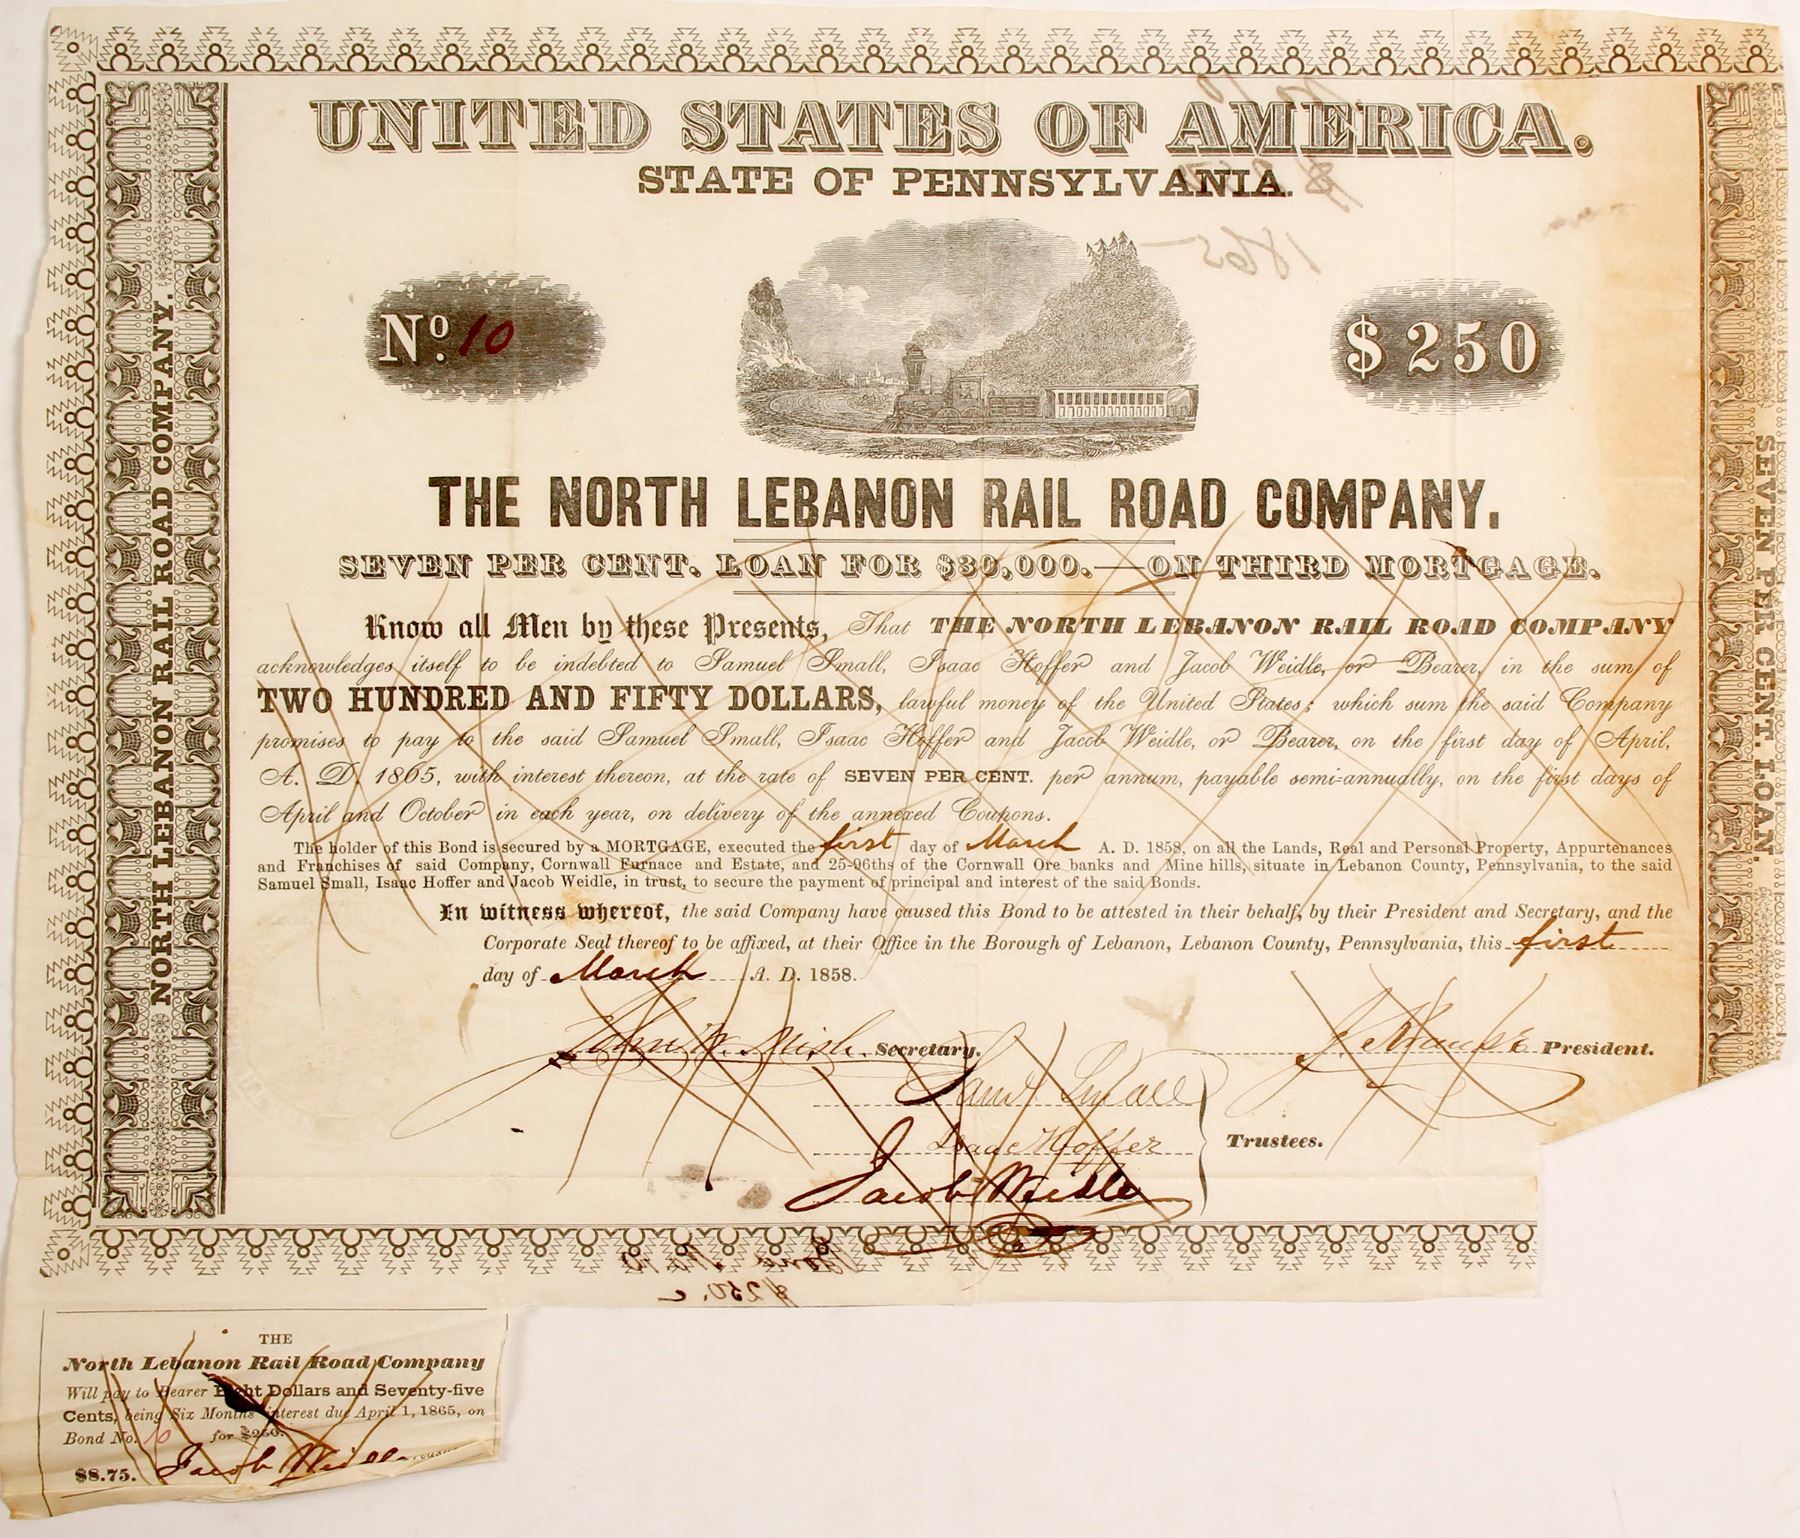 UNITED STATES OF AMERICA.
STATE OF PENNSYLVANIA.
1865
No. 10
$250
THE NORTH LEBANON RAIL ROAD COMPANY.
SEVEN PER CENT. LOAN FOR $30,000.—ON THIRD MORTGAGE.
Know all Men by these Presents, That THE NORTH LEBANON RAIL ROAD COMPANY
acknowledges itself to be indebted to Samuel Small, Isaac Hoffer and Jacob Weidle, or Bearer, in the sum of
TWO HUNDRED AND FIFTY DOLLARS, lawful money of the United States; which sum the said Company
promises to pay to the said Samuel Small, Isaac Hoffer and Jacob Weidle, or Bearer, on the first day of April,
A. D. 1865, with interest thereon, at the rate of SEVEN PER CENT. per annum, payable semi-annually, on the first days of
April and October in each year, on delivery of the annexed Coupons.
The holder of this Bond is secured by a MORTGAGE, executed the first day of March A. D. 1858, on all the Lands, Real and Personal Property, Appurtenances
and Franchises of said Company, Cornwall Furnace and Estate, and 25-96ths of the Cornwall Ore banks and Mine hills, situate in Lebanon County, Pennsylvania, to the said
Samuel Small, Isaac Hoffer and Jacob Weidle, in trust, to secure the payment of principal and interest of the said Bonds.
In witness whereof, the said Company have caused this Bond to be attested in their behalf, by their President and Secretary, and the
Corporate Seal thereof to be affixed, at their Office in the Borough of Lebanon, Lebanon County, Pennsylvania, this first
day of March A. D. 1858.
John W. Mish Secretary.
President.
Saml Small
Isaac Hoffer
Trustees.
Jacob Weidle
NORTH LEBANON RAIL ROAD COMPANY.
SEVEN PER CENT. LOAN.
$250.
THE
North Lebanon Rail Road Company
Will pay to Bearer Eight Dollars and Seventy-five
Cents, being Six Months interest due April 1, 1865, on
Bond No. 10 for $250.
$8.75. Jacob Weidle